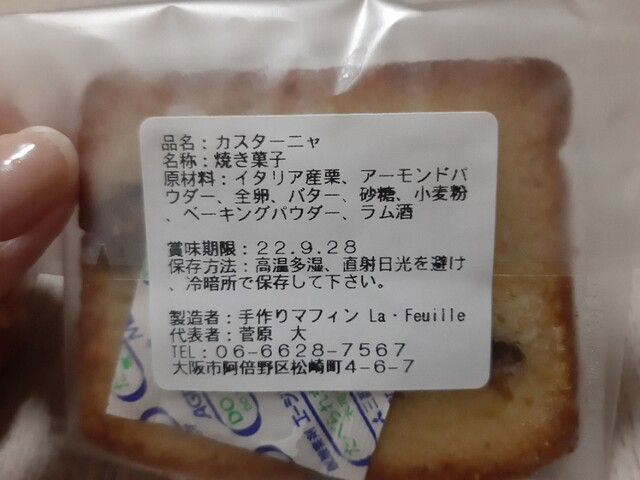 品名：カスターニャ
名称：焼き菓子
原材料：イタリア産栗、アーモンドパ
ウダー、全卵、バター、砂糖、小麦粉
、ベーキングパウダー、ラム酒
賞味期限：22.9.28
保存方法：高温多湿、直射日光を避け
、冷暗所で保存して下さい。
製造者：手作りマフィン La・Feuille
代表者：菅原 大
TEL：06-6628-7567
大阪市阿倍野区松崎町4-6-7